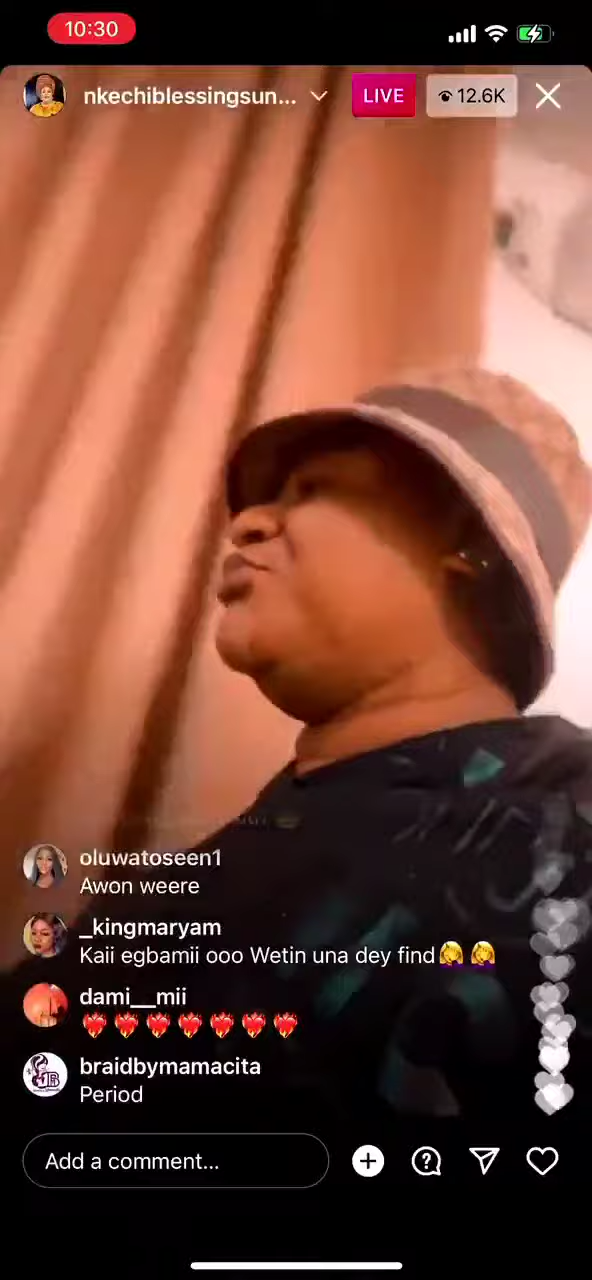 10:30
nkechiblessingsun...
LIVE
12.6K
oluwatoseen1
Awon weere
_kingmaryam
Kaii egbamii ooo Wetin una dey find🤦‍♀️🤦‍♀️
dami__mii
❤️‍🔥❤️‍🔥❤️‍🔥❤️‍🔥❤️‍🔥❤️‍🔥❤️‍🔥
braidbymamacita
Period
Add a comment...